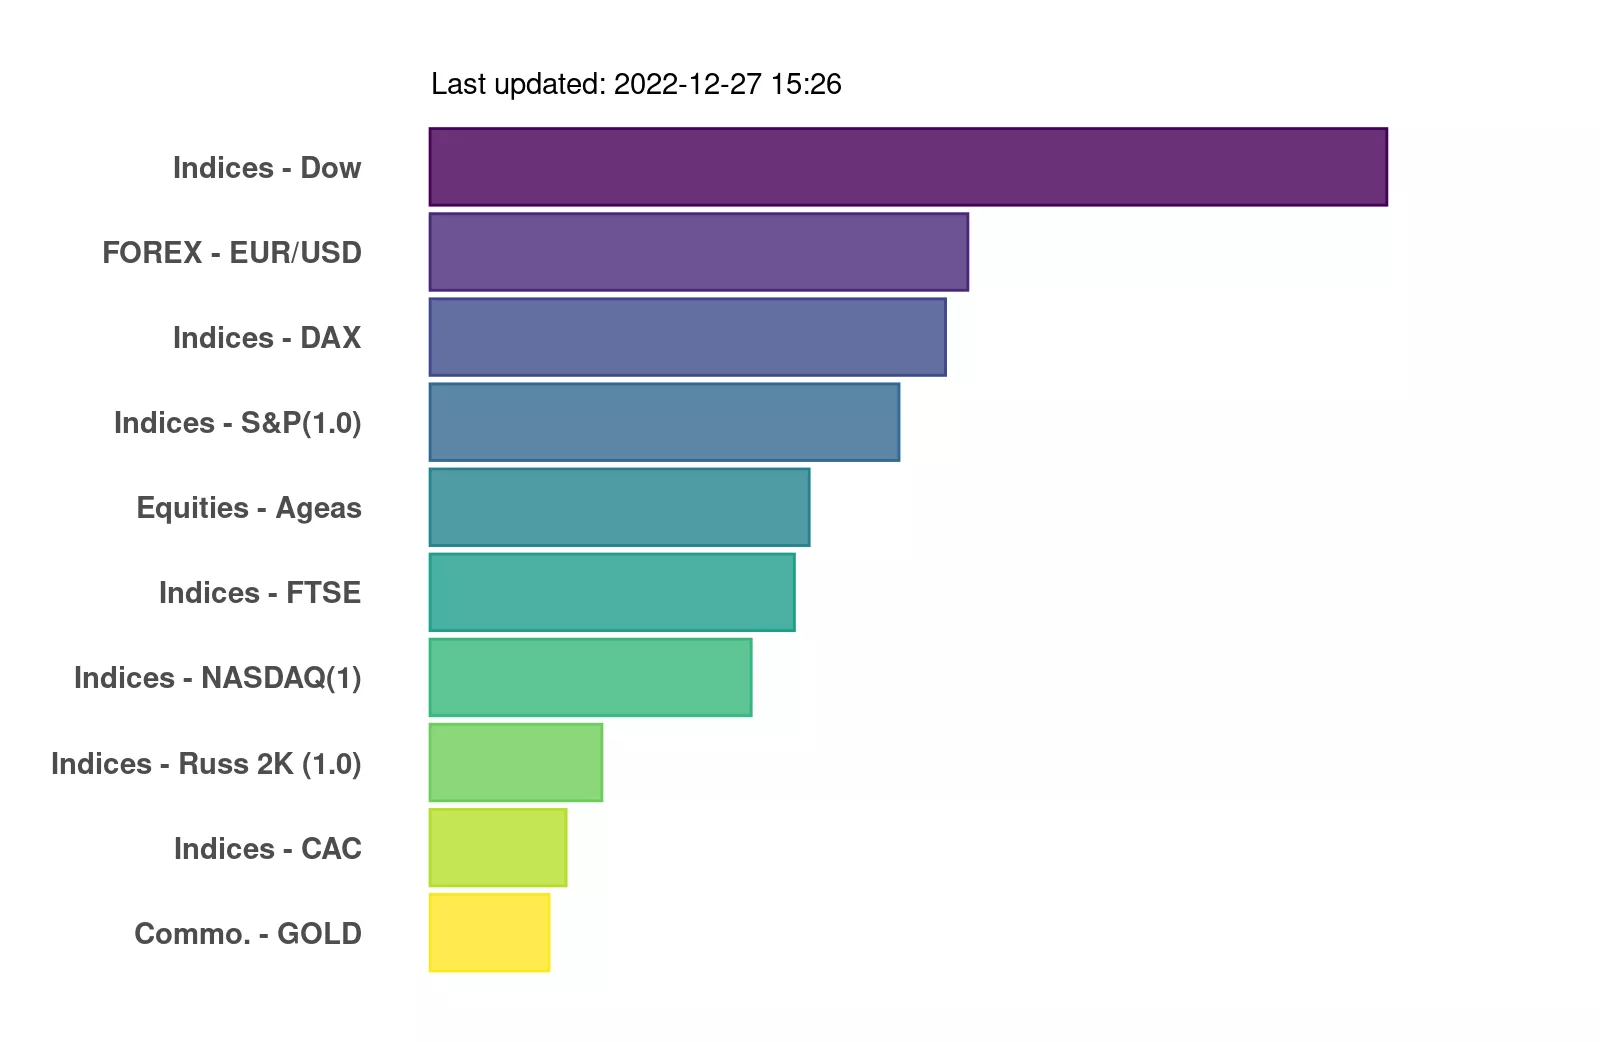 Last updated: 2022-12-27 15:26
Indices - Dow
FOREX - EUR/USD
Indices - DAX
Indices - S&P(1.0)
Equities - Ageas
Indices - FTSE
Indices - NASDAQ(1)
Indices - Russ 2K (1.0)
Indices - CAC
Commo. - GOLD